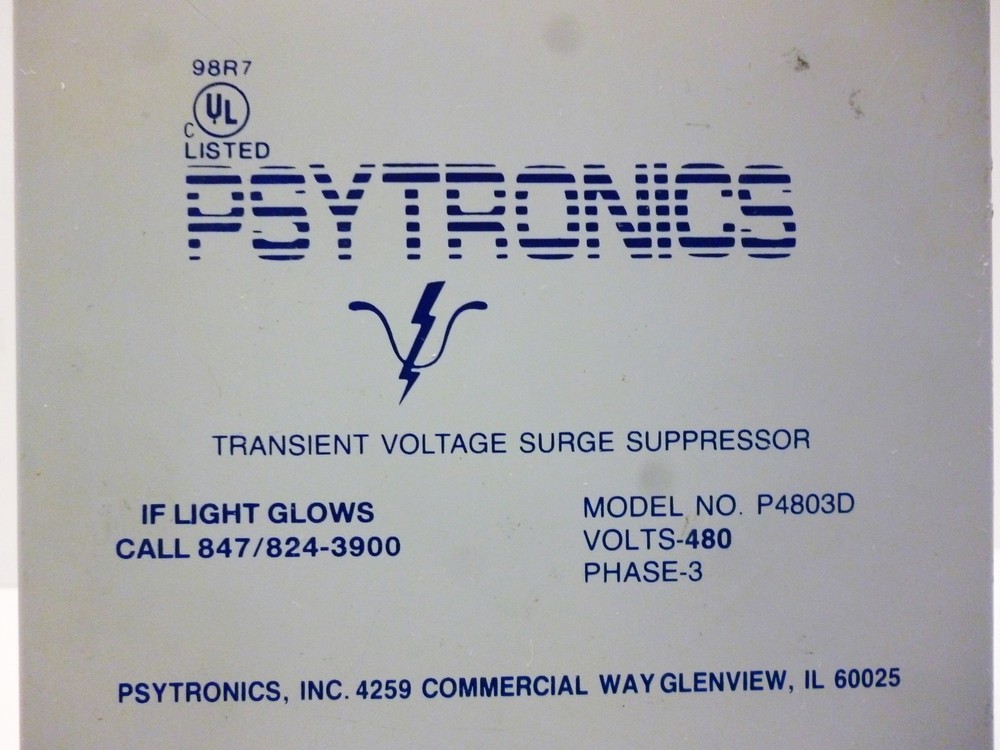 98R7
C UL
LISTED
PSYTRONICS
TRANSIENT VOLTAGE SURGE SUPPRESSOR
IF LIGHT GLOWS
CALL 847/824-3900
MODEL NO. P4803D
VOLTS-480
PHASE-3
PSYTRONICS, INC. 4259 COMMERCIAL WAY GLENVIEW, IL 60025